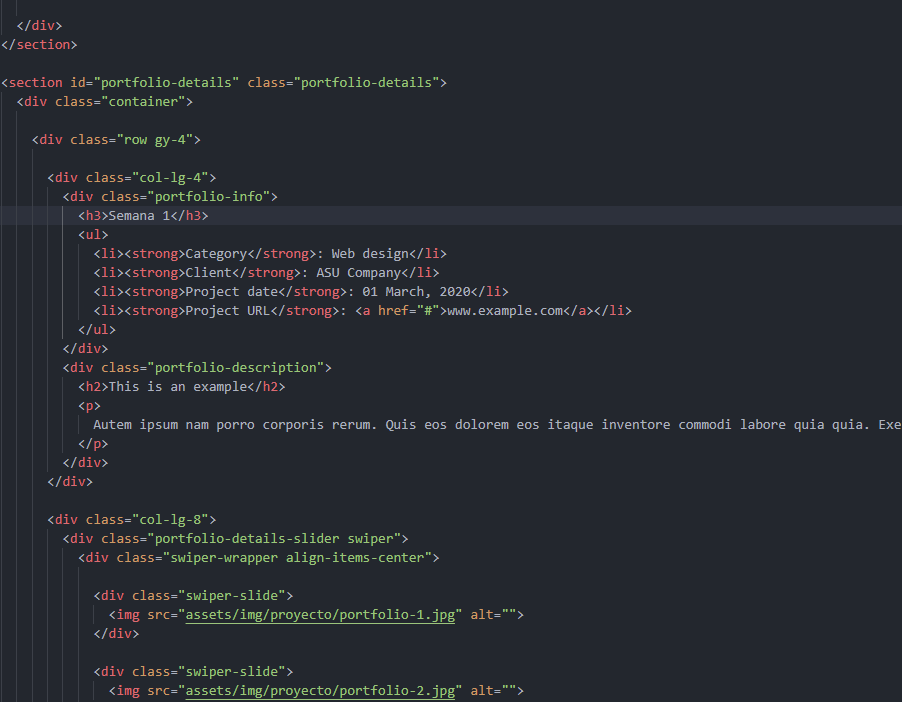 </div>
</section>
<section id="portfolio-details" class="portfolio-details">
<div class="container">
<div class="row gy-4">
<div class="col-lg-4">
<div class="portfolio-info">
<h3>Semana 1</h3>
<ul>
<li><strong>Category</strong>: Web design</li>
<li><strong>Client</strong>: ASU Company</li>
<li><strong>Project date</strong>: 01 March, 2020</li>
<li><strong>Project URL</strong>: <a href="#">www.example.com</a></li>
</ul>
</div>
<div class="portfolio-description">
<h2>This is an example</h2>
<p>
Autem ipsum nam porro corporis rerum. Quis eos dolorem eos itaque inventore commodi labore quia quia. Exe
</p>
</div>
</div>
<div class="col-lg-8">
<div class="portfolio-details-slider swiper">
<div class="swiper-wrapper align-items-center">
<div class="swiper-slide">
<img src="assets/img/proyecto/portfolio-1.jpg" alt="">
</div>
<div class="swiper-slide">
<img src="assets/img/proyecto/portfolio-2.jpg" alt="">